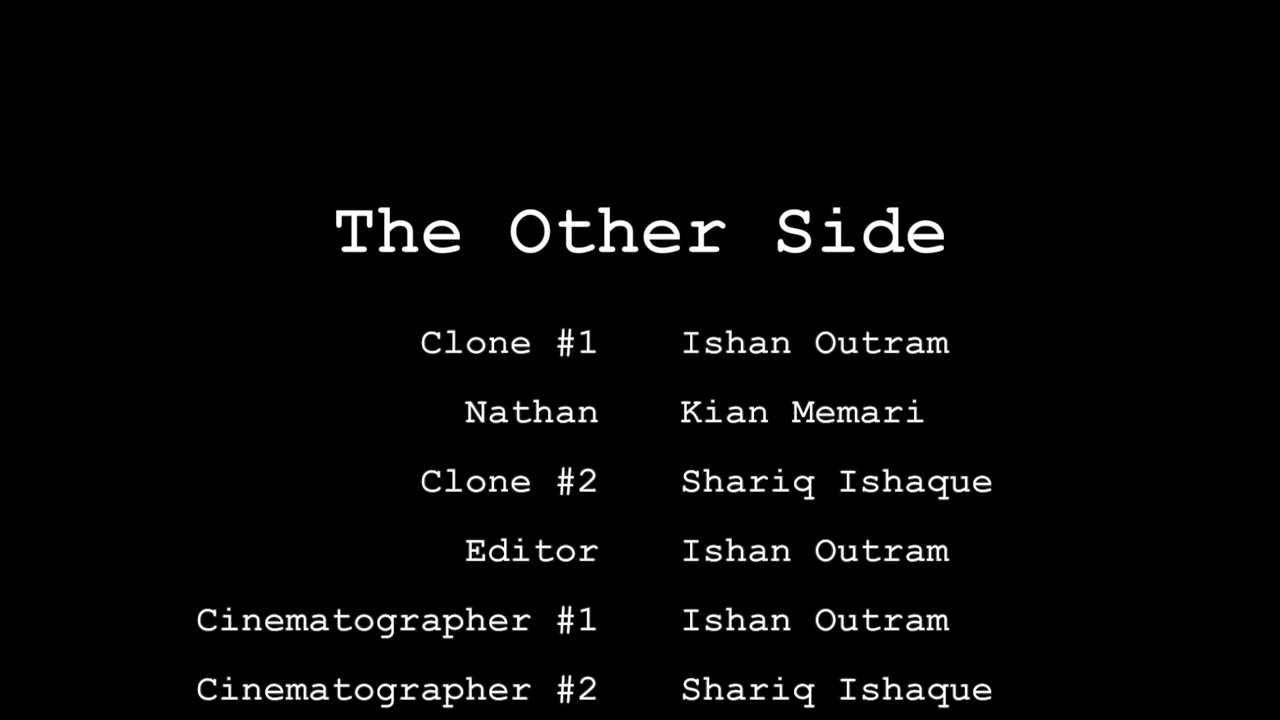 The Other Side
Clone #1 Ishan Outram
Nathan Kian Memari
Clone #2 Shariq Ishaque
Editor Ishan Outram
Cinematographer #1 Ishan Outram
Cinematographer #2 Shariq Ishaque